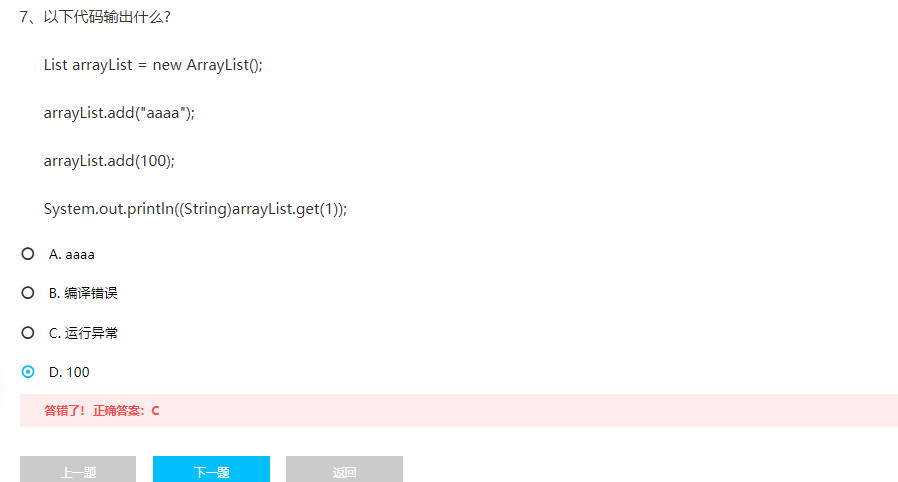 7、以下代码输出什么?
List arrayList = new ArrayList();
arrayList.add("aaaa");
arrayList.add(100);
System.out.println((String)arrayList.get(1));
A. aaaa
B. 编译错误
C. 运行异常
D. 100
答错了！正确答案：C
上一题 下一题 返回